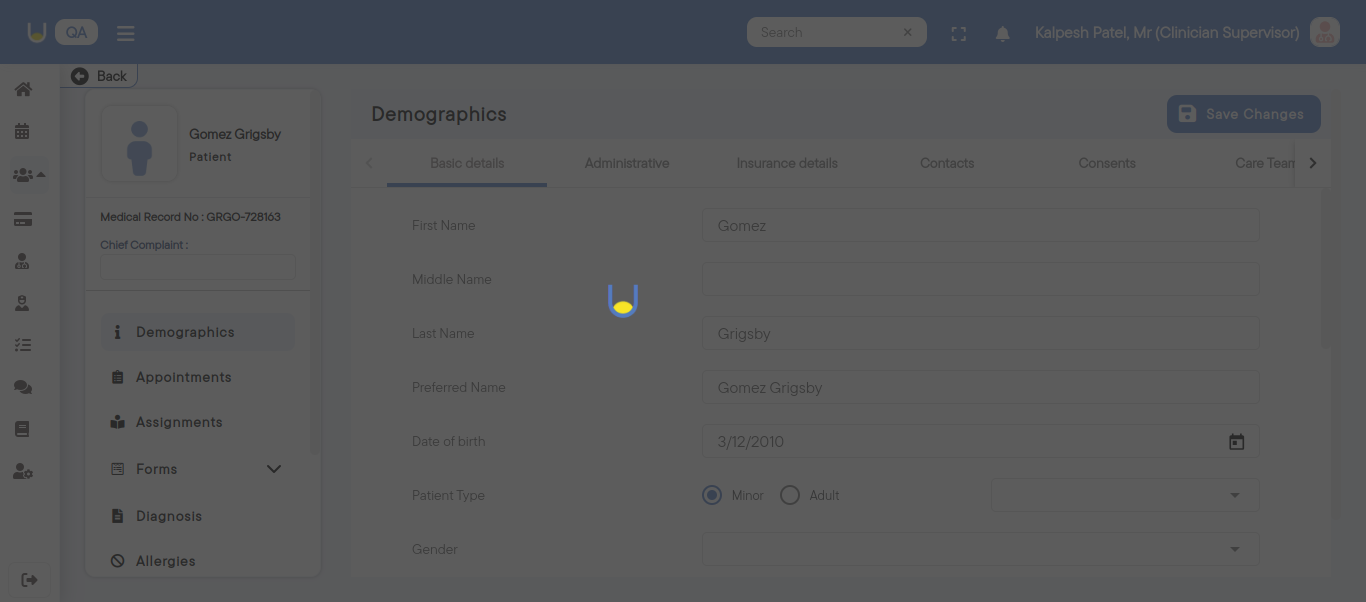 QA
Search
Kalpesh Patel, Mr (Clinician Supervisor)
Back
Gomez Grigsby
Patient
Medical Record No : GRGO-728163
Chief Complaint :
Demographics
Appointments
Assignments
Forms
Diagnosis
Allergies
Demographics
Save Changes
Basic details
Administrative
Insurance details
Contacts
Consents
Care Team
First Name
Gomez
Middle Name
Last Name
Grigsby
Preferred Name
Gomez Grigsby
Date of birth
3/12/2010
Patient Type
Minor
Adult
Gender